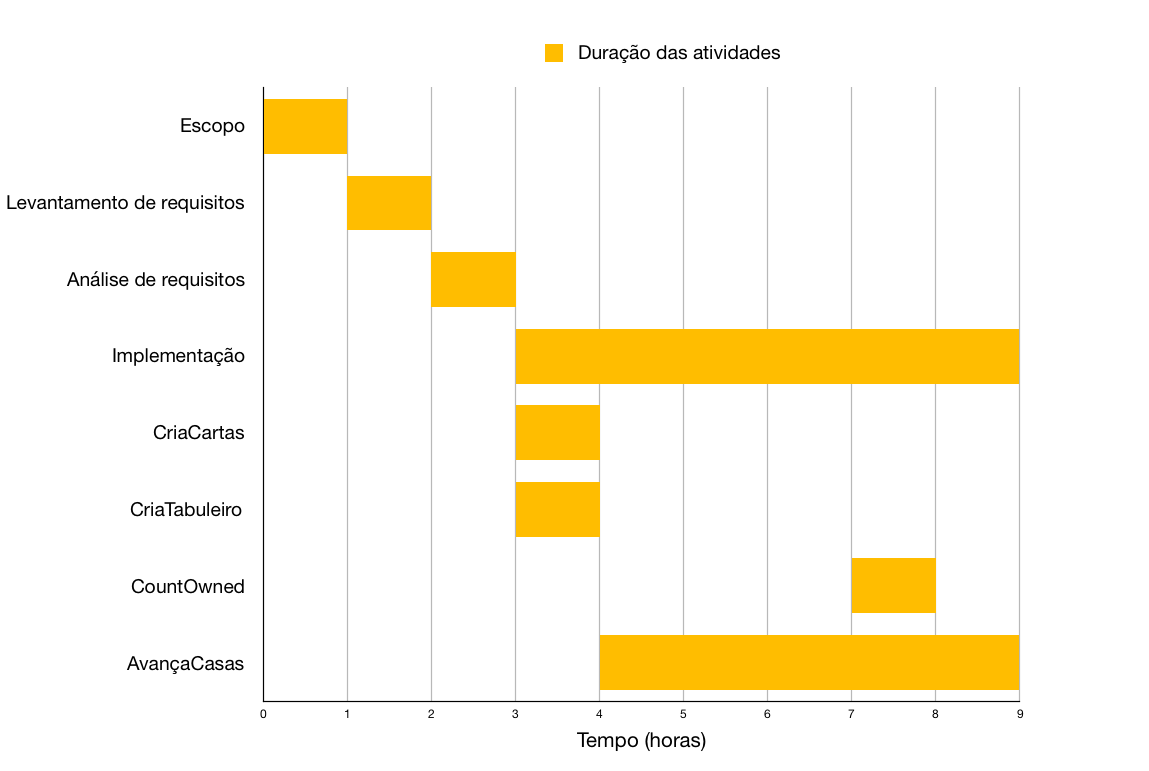 Duração das atividades
Escopo
Levantamento de requisitos
Análise de requisitos
Implementação
CriaCartas
CriaTabuleiro
CountOwned
AvançaCasas
0 1 2 3 4 5 6 7 8 9
Tempo (horas)